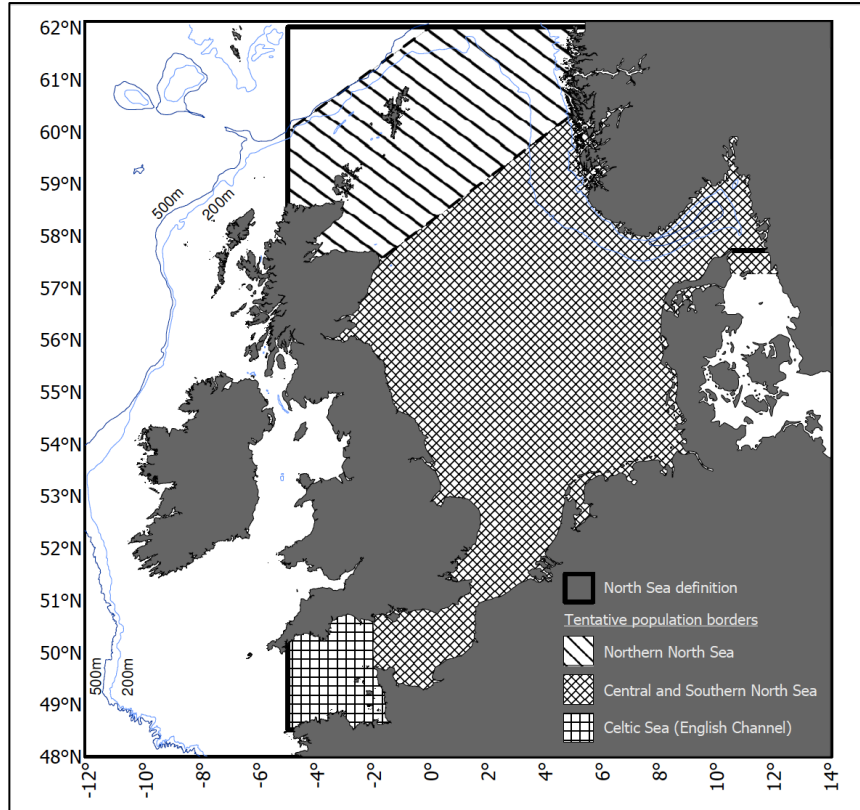 62°N
61°N
60°N
59°N
58°N
57°N
56°N
55°N
54°N
53°N
52°N
51°N
50°N
49°N
48°N
500m
200m
500m
200m
North Sea definition
Tentative population borders
Northern North Sea
Central and Southern North Sea
Celtic Sea (English Channel)
-12 -10° -8° -6° -4° -2° 0° 2° 4° 6° 8° 10° 12° 14°